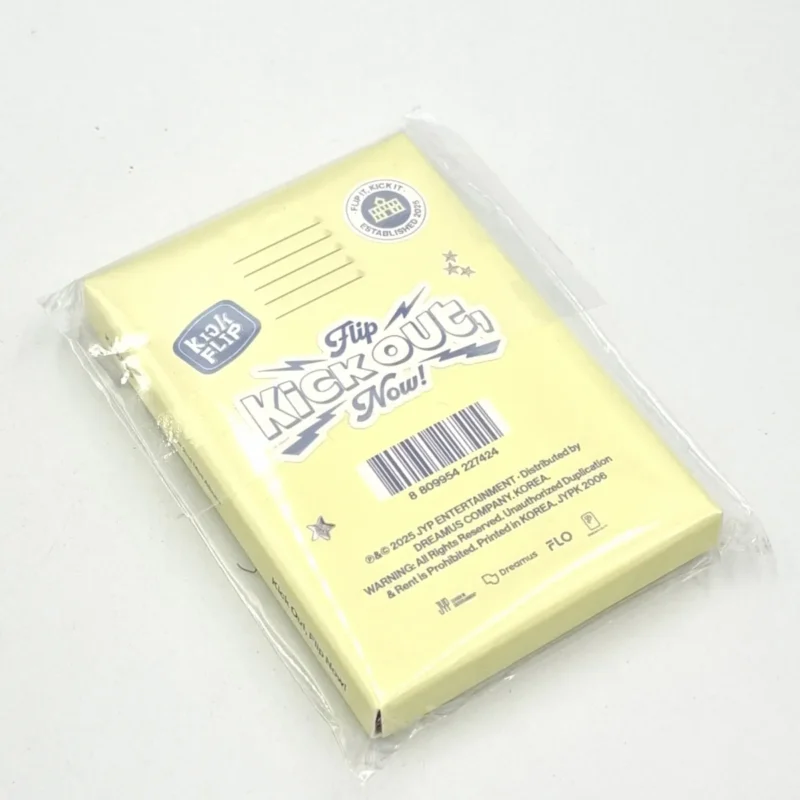 FLIP IT, KICK IT
ESTABLISHED 2025
KickFLIP
Flip
KICK OUT,
Now!
8 809954 227424
℗&© 2025 JYP ENTERTAINMENT · Distributed by
DREAMUS COMPANY, KOREA.
WARNING: All Rights Reserved. Unauthorized Duplication
& Rent is Prohibited. Printed in KOREA. JYPK 2006
JYP
Dreamus
FLO
Kick Out, Flip Now!